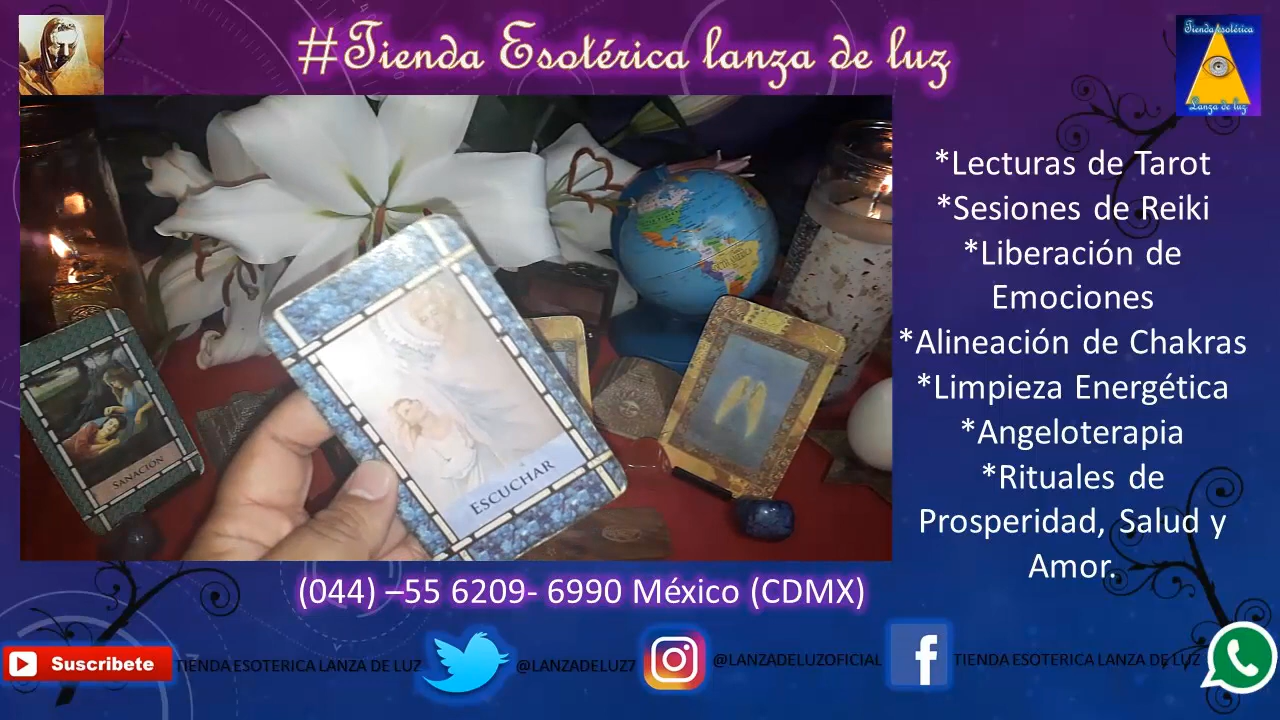 #Tienda Esotérica lanza de luz
Tienda Esotérica
Lanza de luz
*Lecturas de Tarot
*Sesiones de Reiki
*Liberación de
Emociones
*Alineación de Chakras
*Limpieza Energética
*Angeloterapia
*Rituales de
Prosperidad, Salud y
Amor.
SANACION
ESCUCHAR
(044) –55 6209- 6990 México (CDMX)
Suscribete
TIENDA ESOTERICA LANZA DE LUZ
@LANZADELUZ7
@LANZADELUZOFICIAL
TIENDA ESOTERICA LANZA DE LUZ